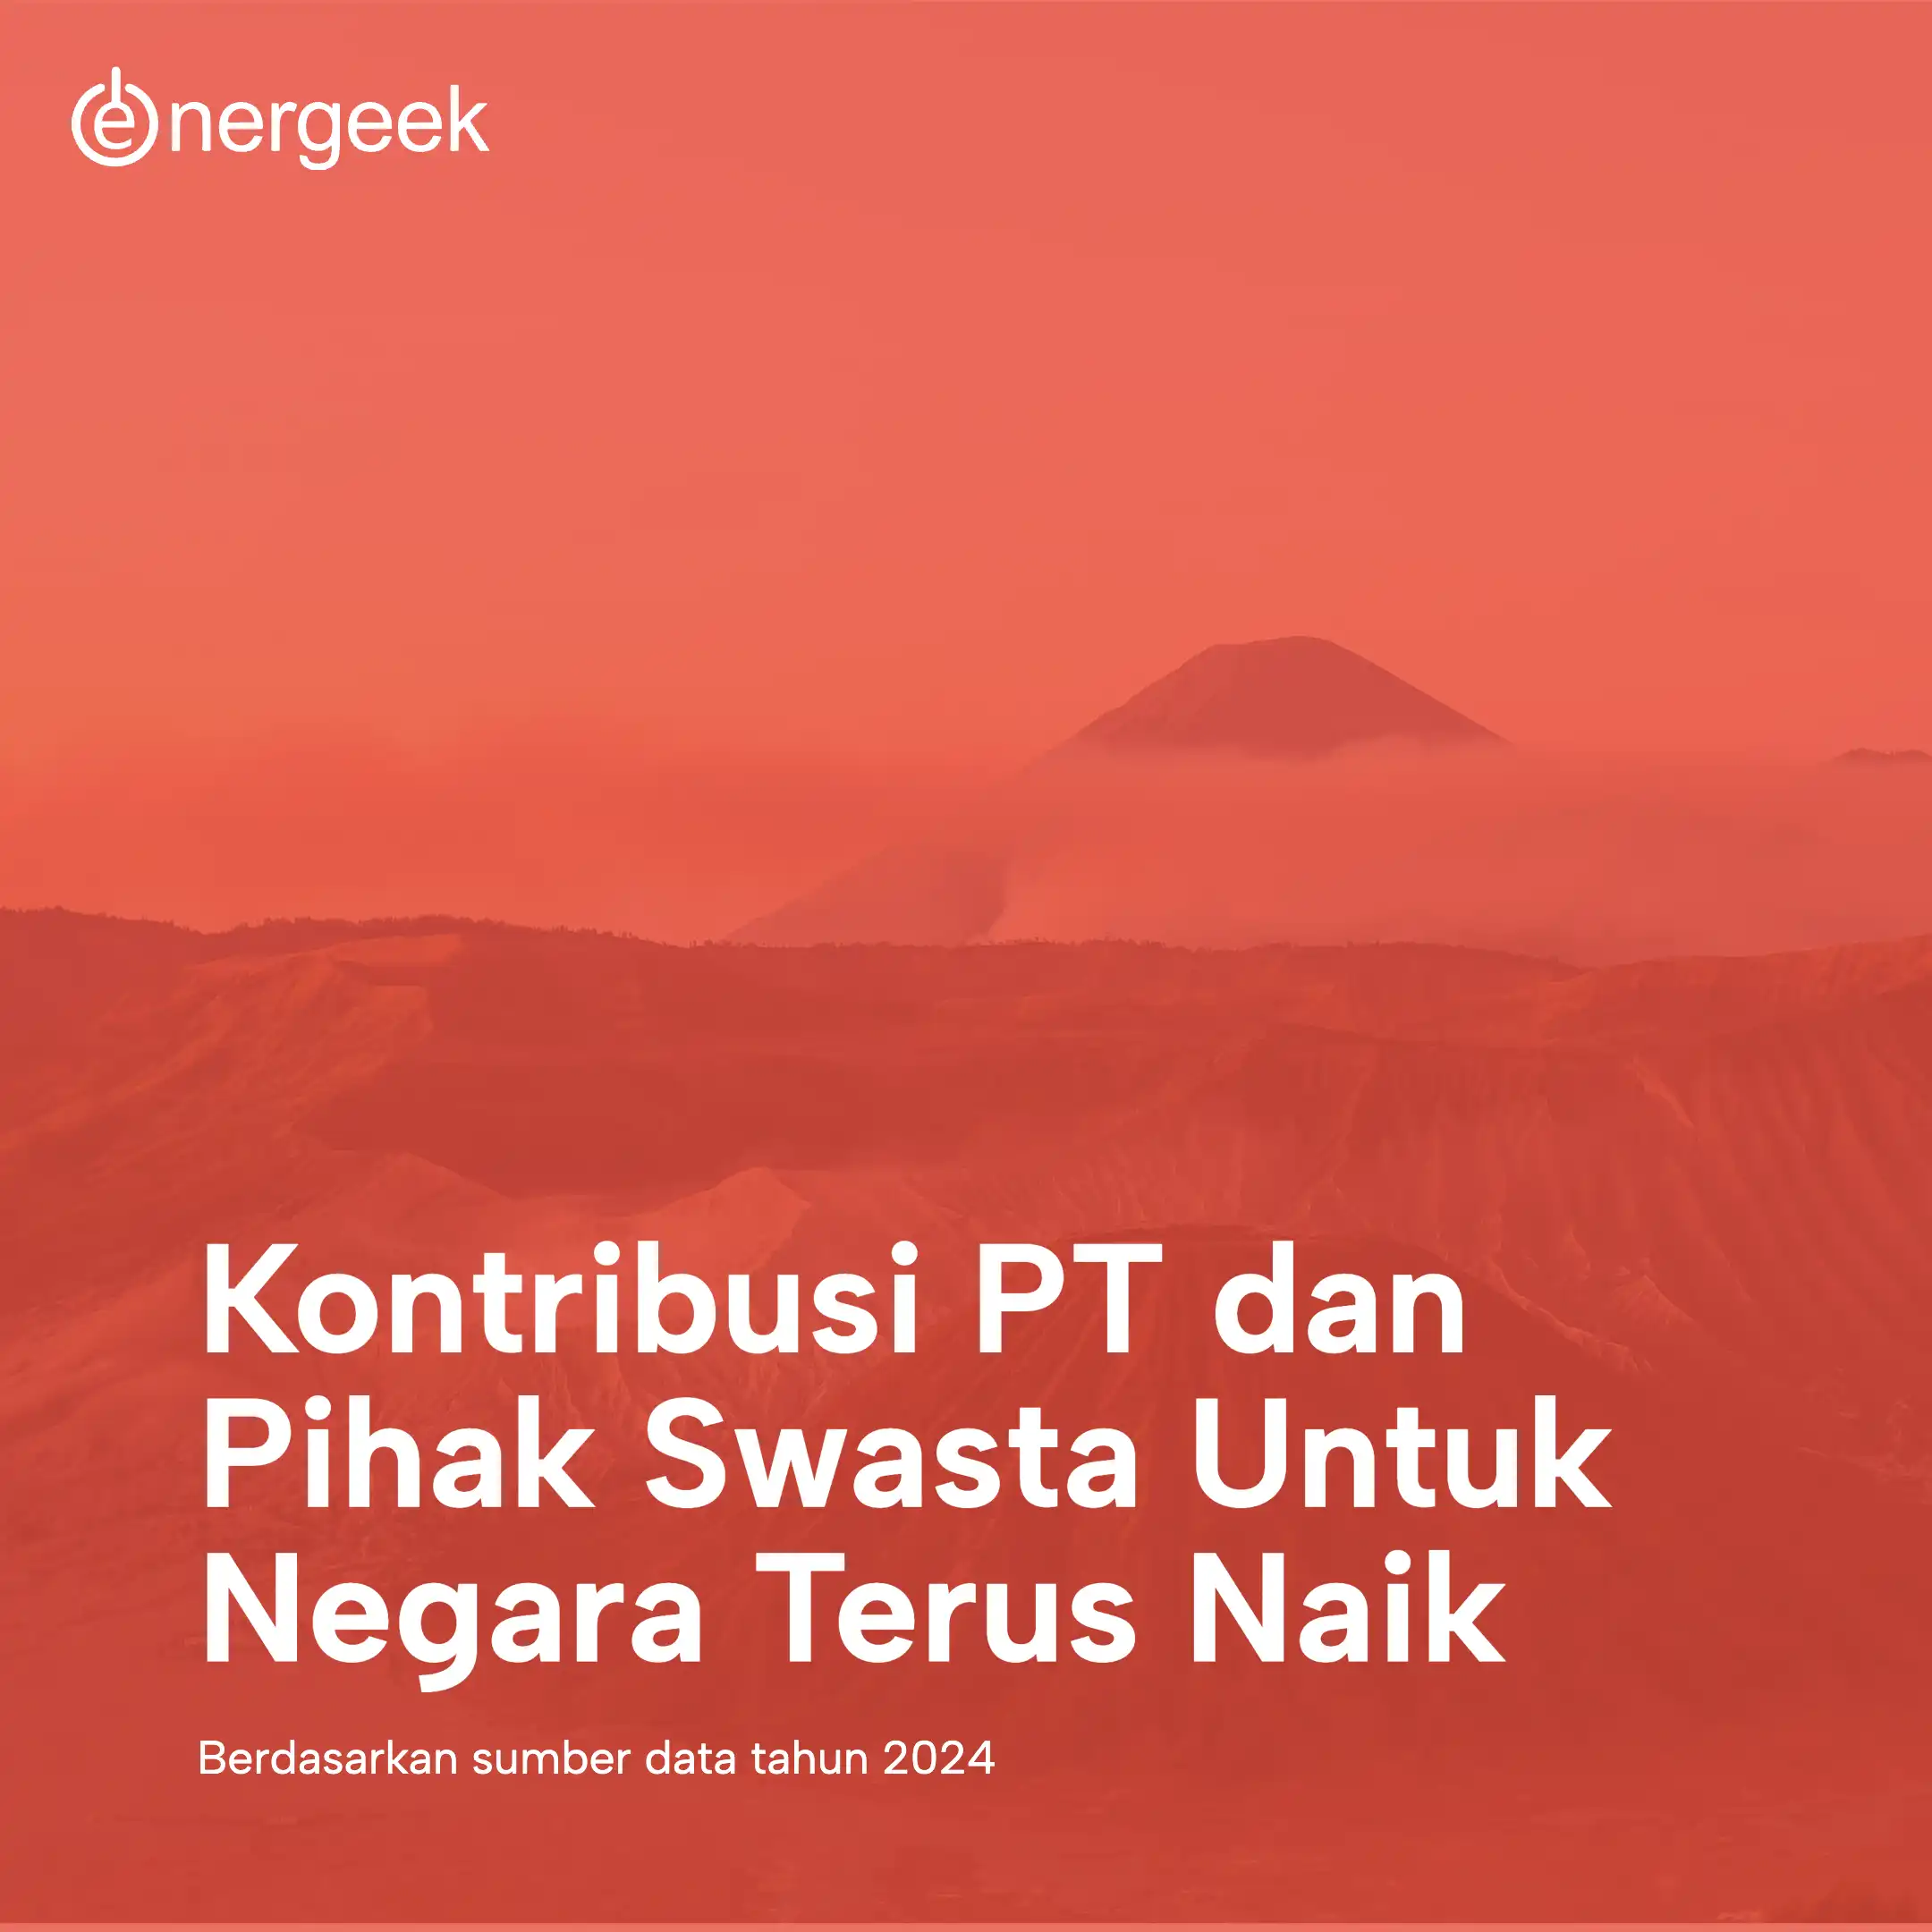 energeek
Kontribusi PT dan
Pihak Swasta Untuk
Negara Terus Naik
Berdasarkan sumber data tahun 2024